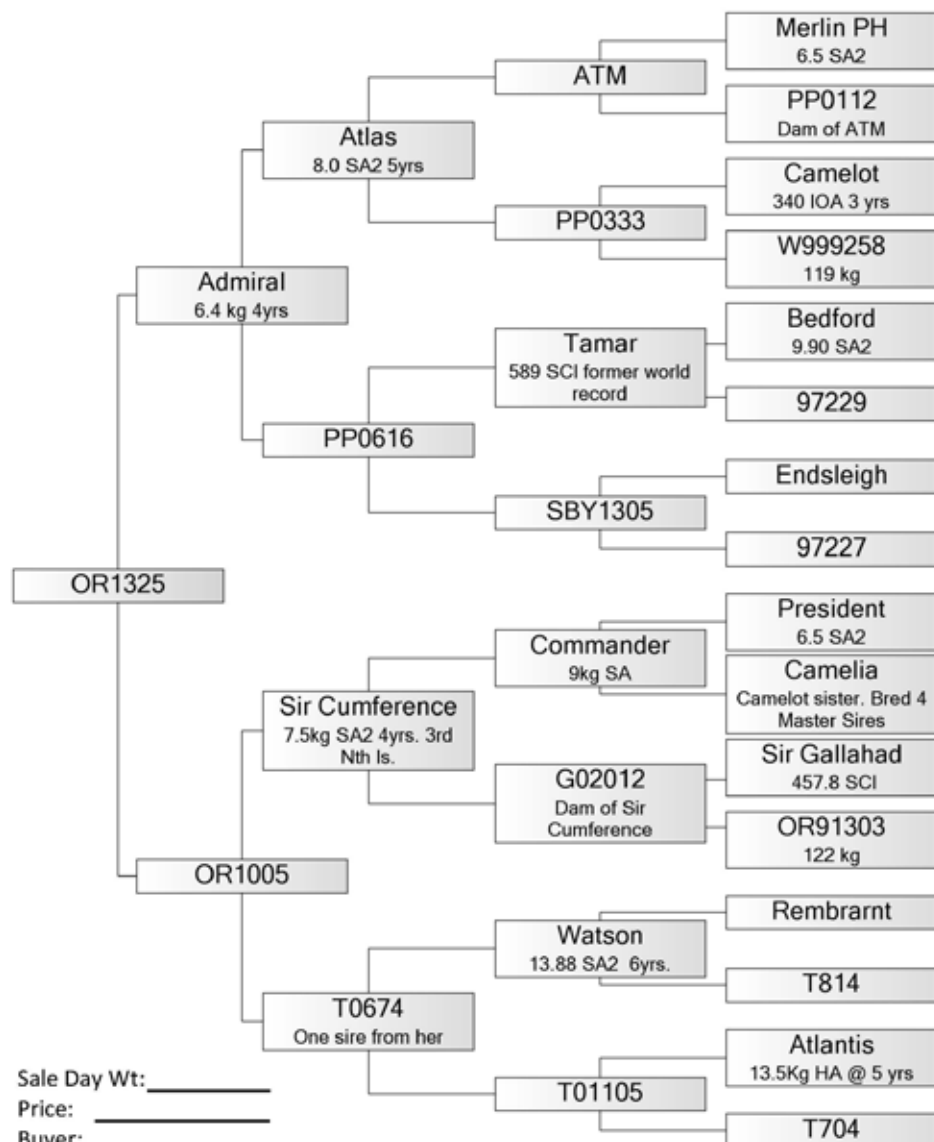 Merlin PH
6.5 SA2
ATM
PP0112
Dam of ATM
Atlas
8.0 SA2 5yrs
Camelot
340 IOA 3 yrs
PP0333
W999258
119 kg
Admiral
6.4 kg 4yrs
Bedford
9.90 SA2
Tamar
589 SCI former world
record
97229
PP0616
Endsleigh
SBY1305
97227
OR1325
President
6.5 SA2
Commander
9kg SA
Camelia
Camelot sister. Bred 4
Master Sires
Sir Cumference
7.5kg SA2 4yrs. 3rd
Nth Is.
Sir Gallahad
457.8 SCI
G02012
Dam of Sir
Cumference
OR91303
122 kg
OR1005
Rembrarnt
Watson
13.88 SA2 6yrs.
T814
T0674
One sire from her
Atlantis
13.5Kg HA @ 5 yrs
T01105
T704
Sale Day Wt:
Price:
Buyer: